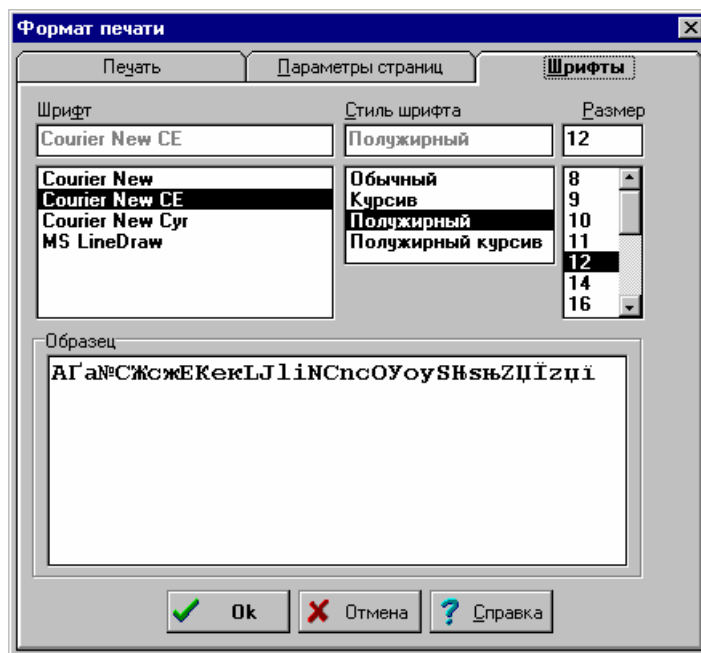 Формат печати
Печать Параметры страниц Шрифты
Шрифт Стиль шрифта Размер
Courier New CE Полужирный 12
Courier New Обычный 8
Courier New CE Курсив 9
Courier New Cyr Полужирный 10
MS LineDraw Полужирный курсив 11
12
14
16
Образец
АҐа№СЖсжЕКекLJliNCncОУоуSЊsњZЏЇzџї
Ok Отмена Справка